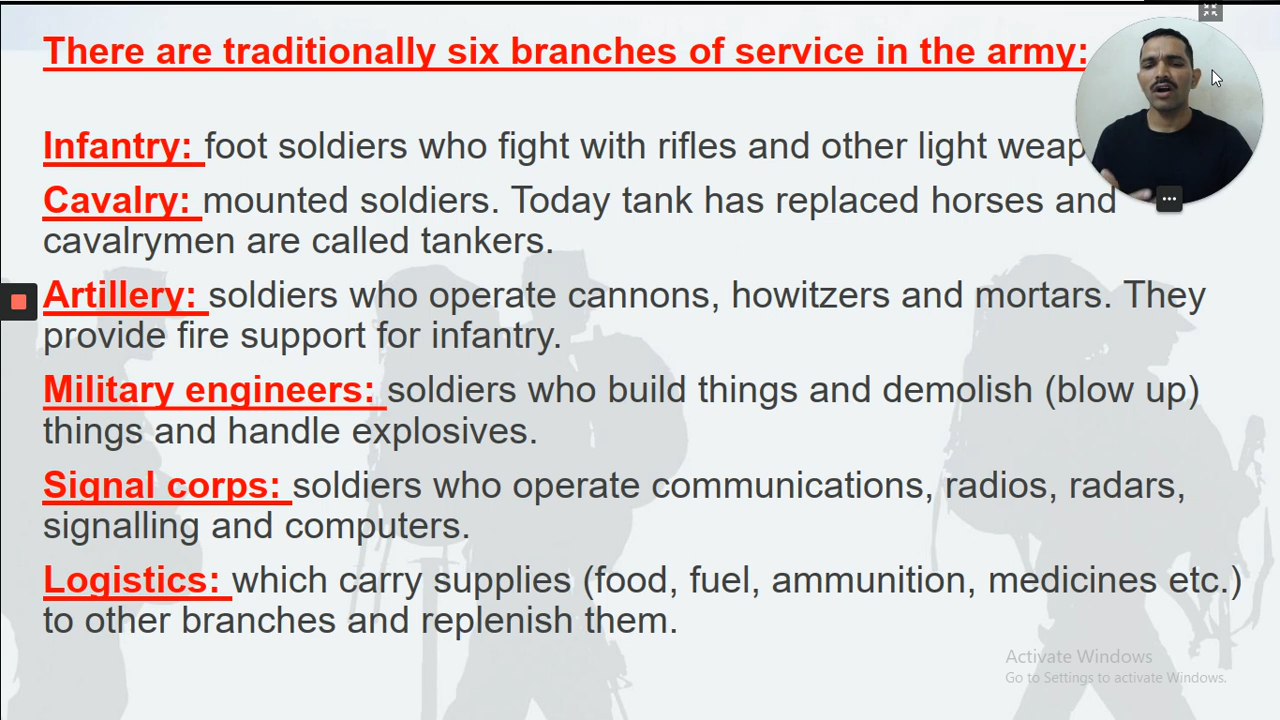 There are traditionally six branches of service in the army:
Infantry: foot soldiers who fight with rifles and other light
Cavalry: mounted soldiers. Today tank has replaced horses and
cavalrymen are called tankers.
Artillery: soldiers who operate cannons, howitzers and mortars. They
provide fire support for infantry.
Military engineers: soldiers who build things and demolish (blow up)
things and handle explosives.
Signal corps: soldiers who operate communications, radios, radars,
signalling and computers.
Logistics: which carry supplies (food, fuel, ammunition, medicines etc.)
to other branches and replenish them.
Activate Windows
Go to Settings to activate Windows.